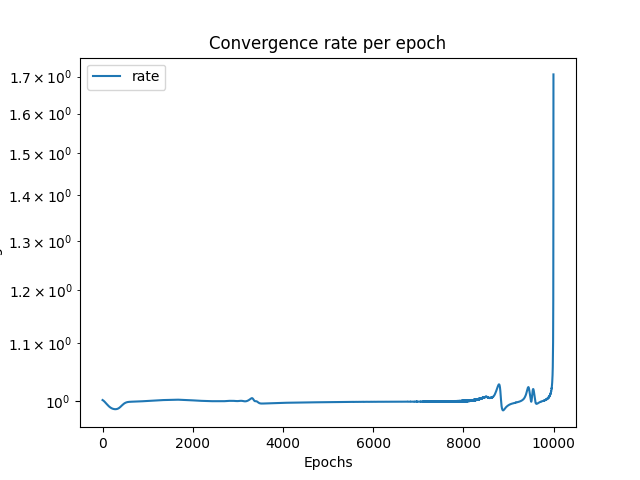 Convergence rate per epoch
rate
1.7 × 10⁰
1.6 × 10⁰
1.5 × 10⁰
1.4 × 10⁰
1.3 × 10⁰
1.2 × 10⁰
1.1 × 10⁰
10⁰
0 2000 4000 6000 8000 10000
Epochs